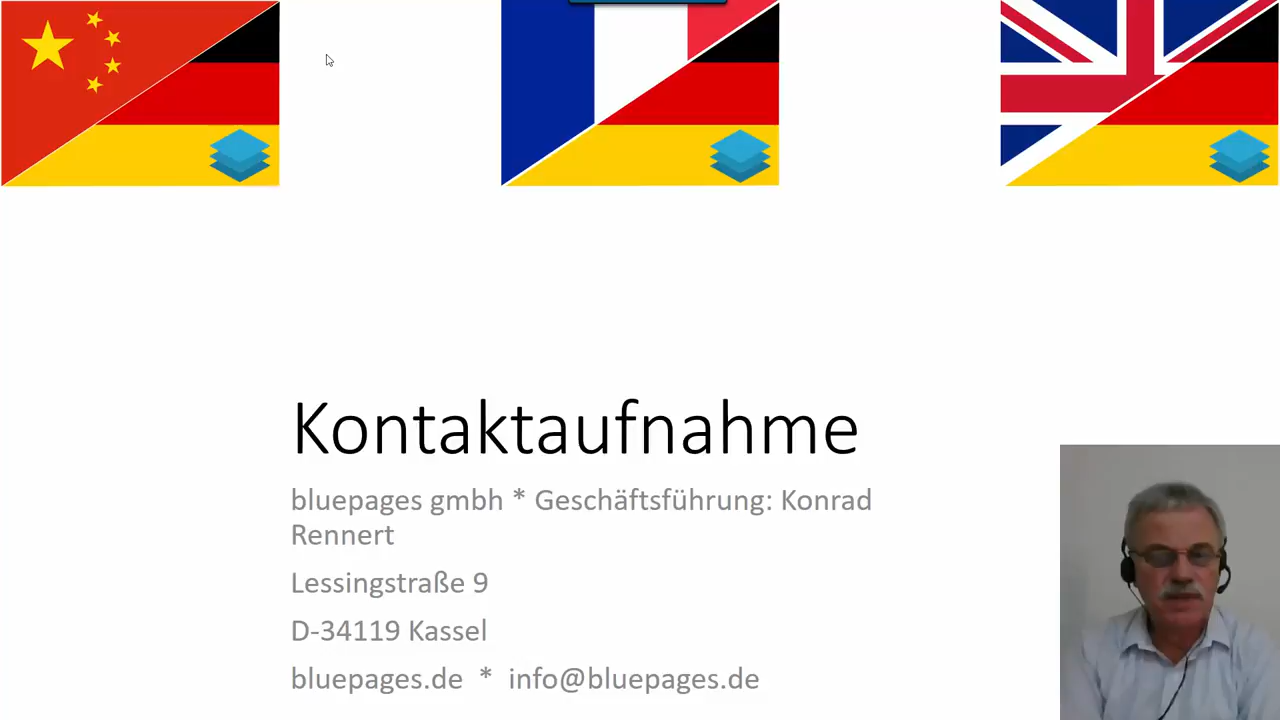 Kontaktaufnahme
bluepages gmbh * Geschäftsführung: Konrad
Rennert
Lessingstraße 9
D-34119 Kassel
bluepages.de * info@bluepages.de